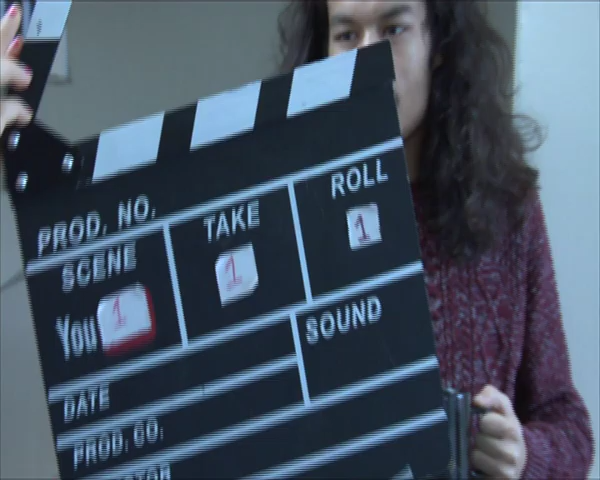 PROD. NO.
SCENE TAKE ROLL
You 1 1 1
SOUND
DATE
PROD. CO.